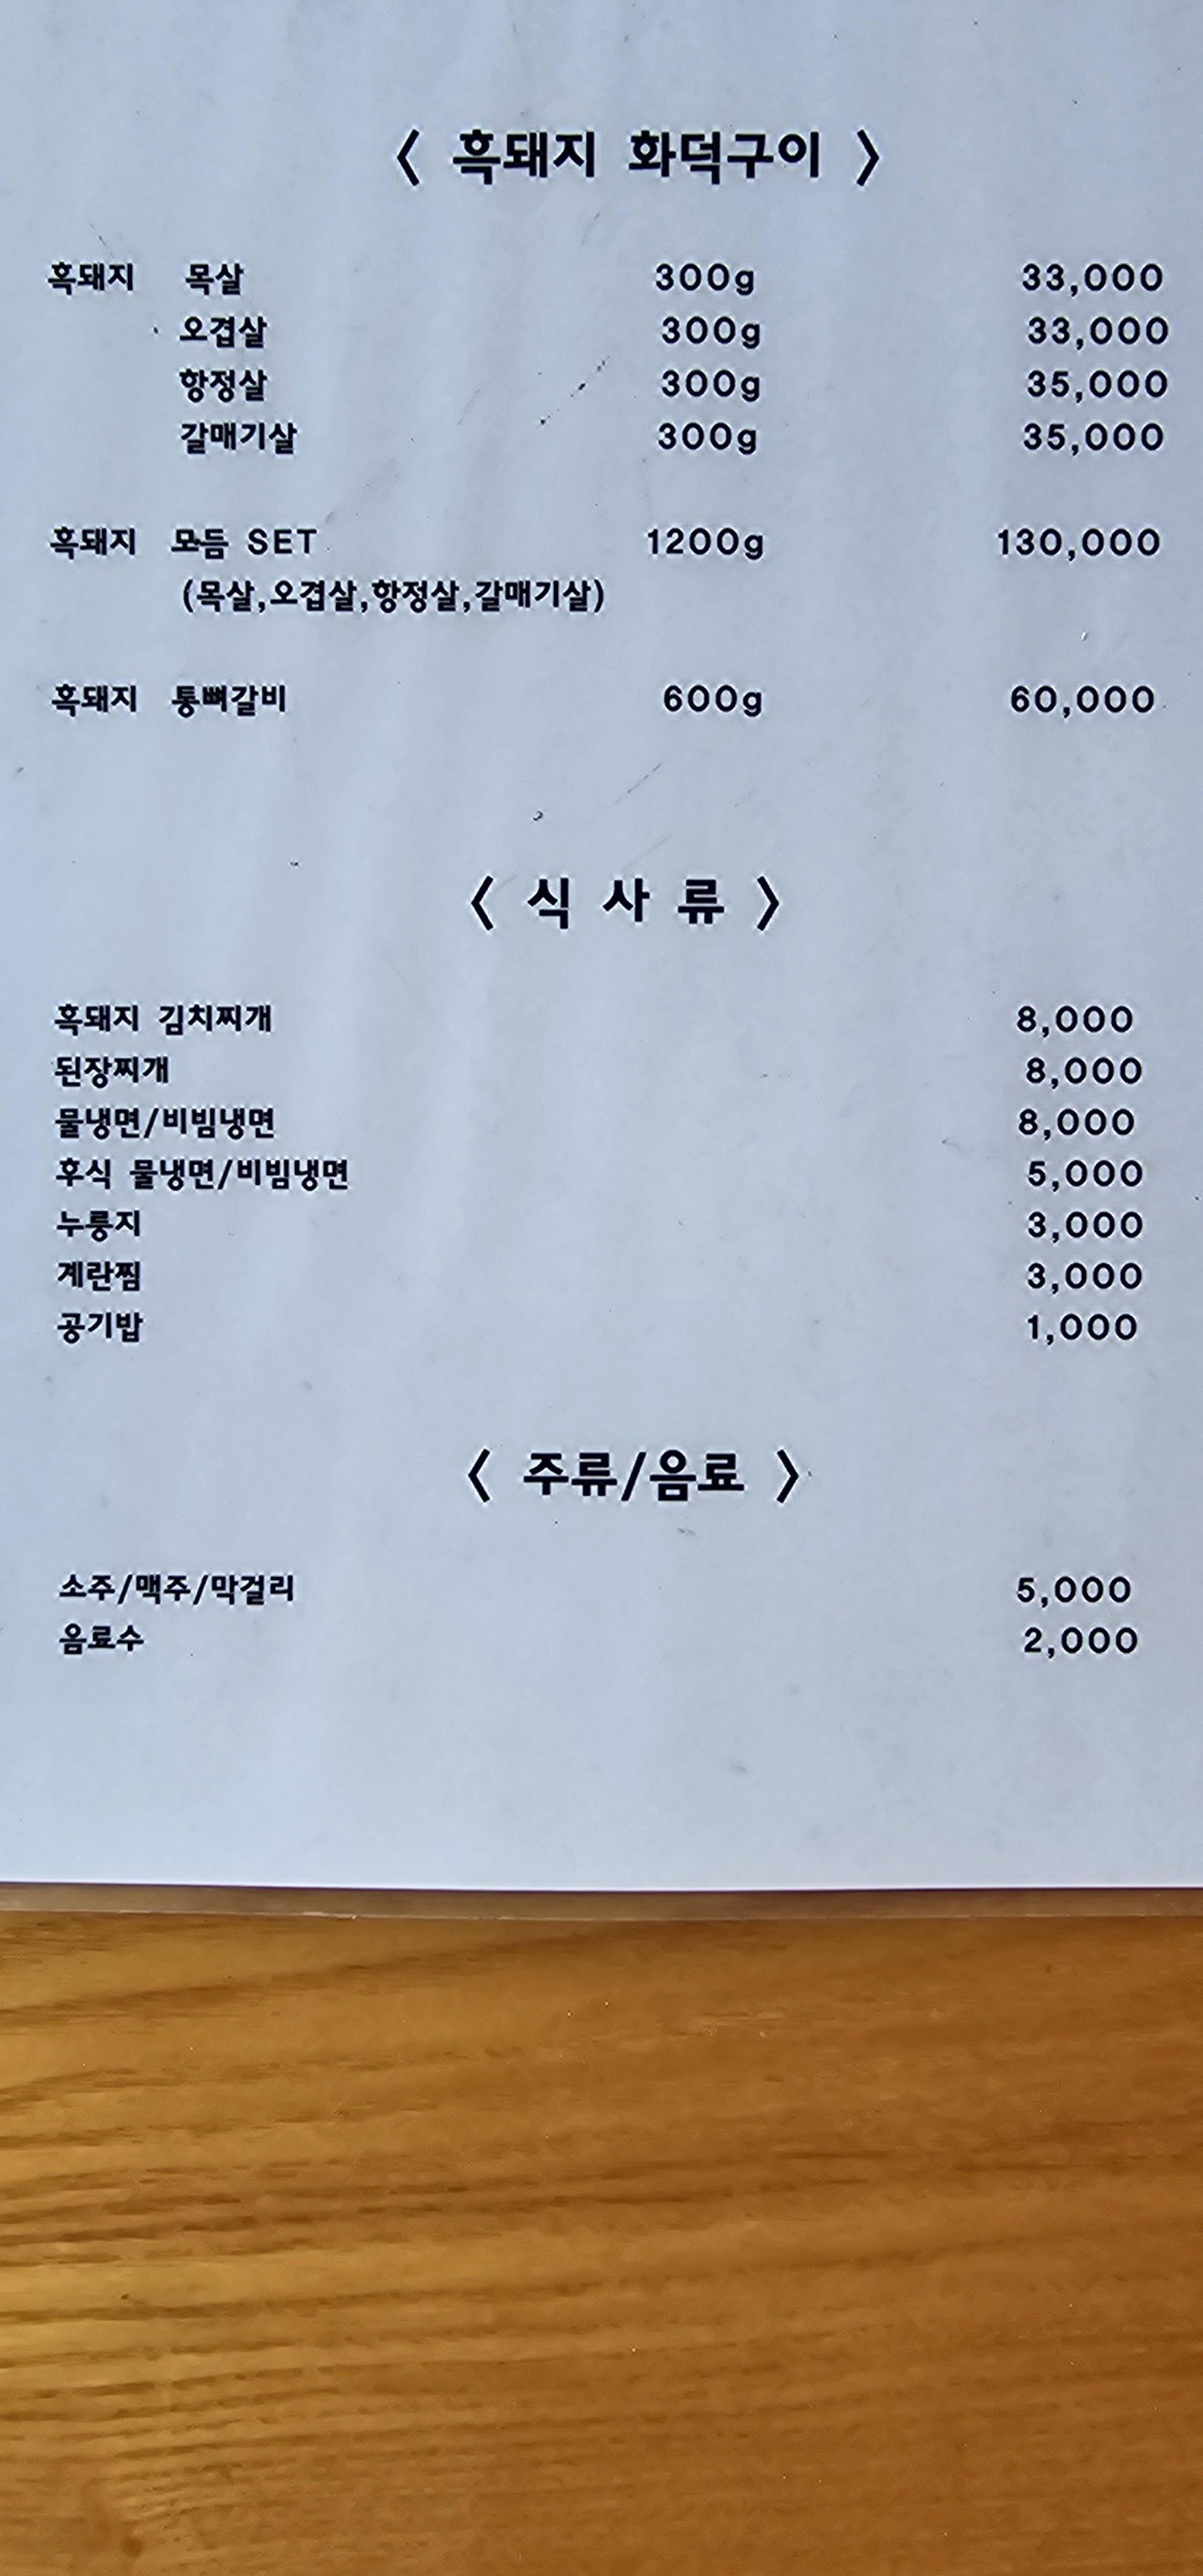 〈 흑돼지 화덕구이 〉
흑돼지 목살 300g 33,000
오겹살 300g 33,000
항정살 300g 35,000
갈매기살 300g 35,000
흑돼지 모듬 SET 1200g 130,000
(목살,오겹살,항정살,갈매기살)
흑돼지 통뼈갈비 600g 60,000
〈 식 사 류 〉
흑돼지 김치찌개 8,000
된장찌개 8,000
물냉면/비빔냉면 8,000
후식 물냉면/비빔냉면 5,000
누룽지 3,000
계란찜 3,000
공기밥 1,000
〈 주류/음료 〉
소주/맥주/막걸리 5,000
음료수 2,000